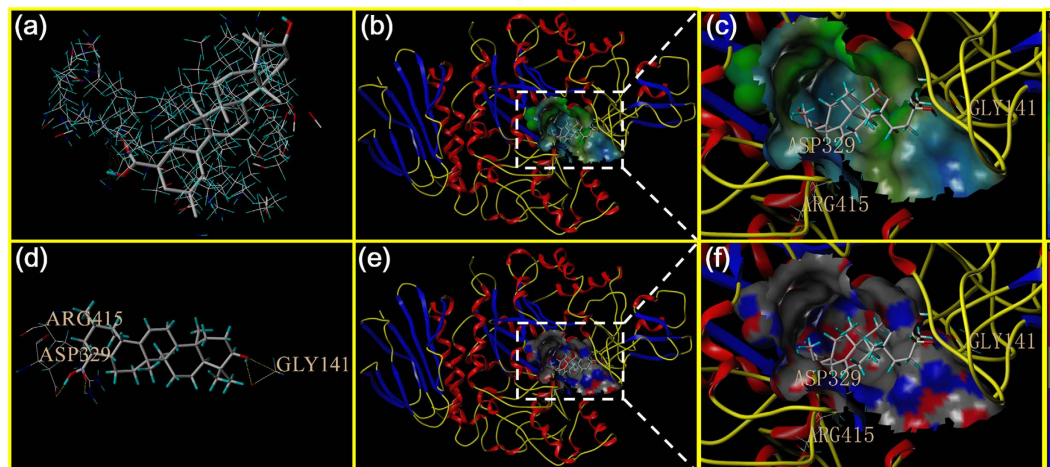 (a)
(b)
(c)
GLY141
ASP329
ARG415
(d)
ARG415
ASP329
GLY141
(e)
(f)
GLY141
ASP329
ARG415